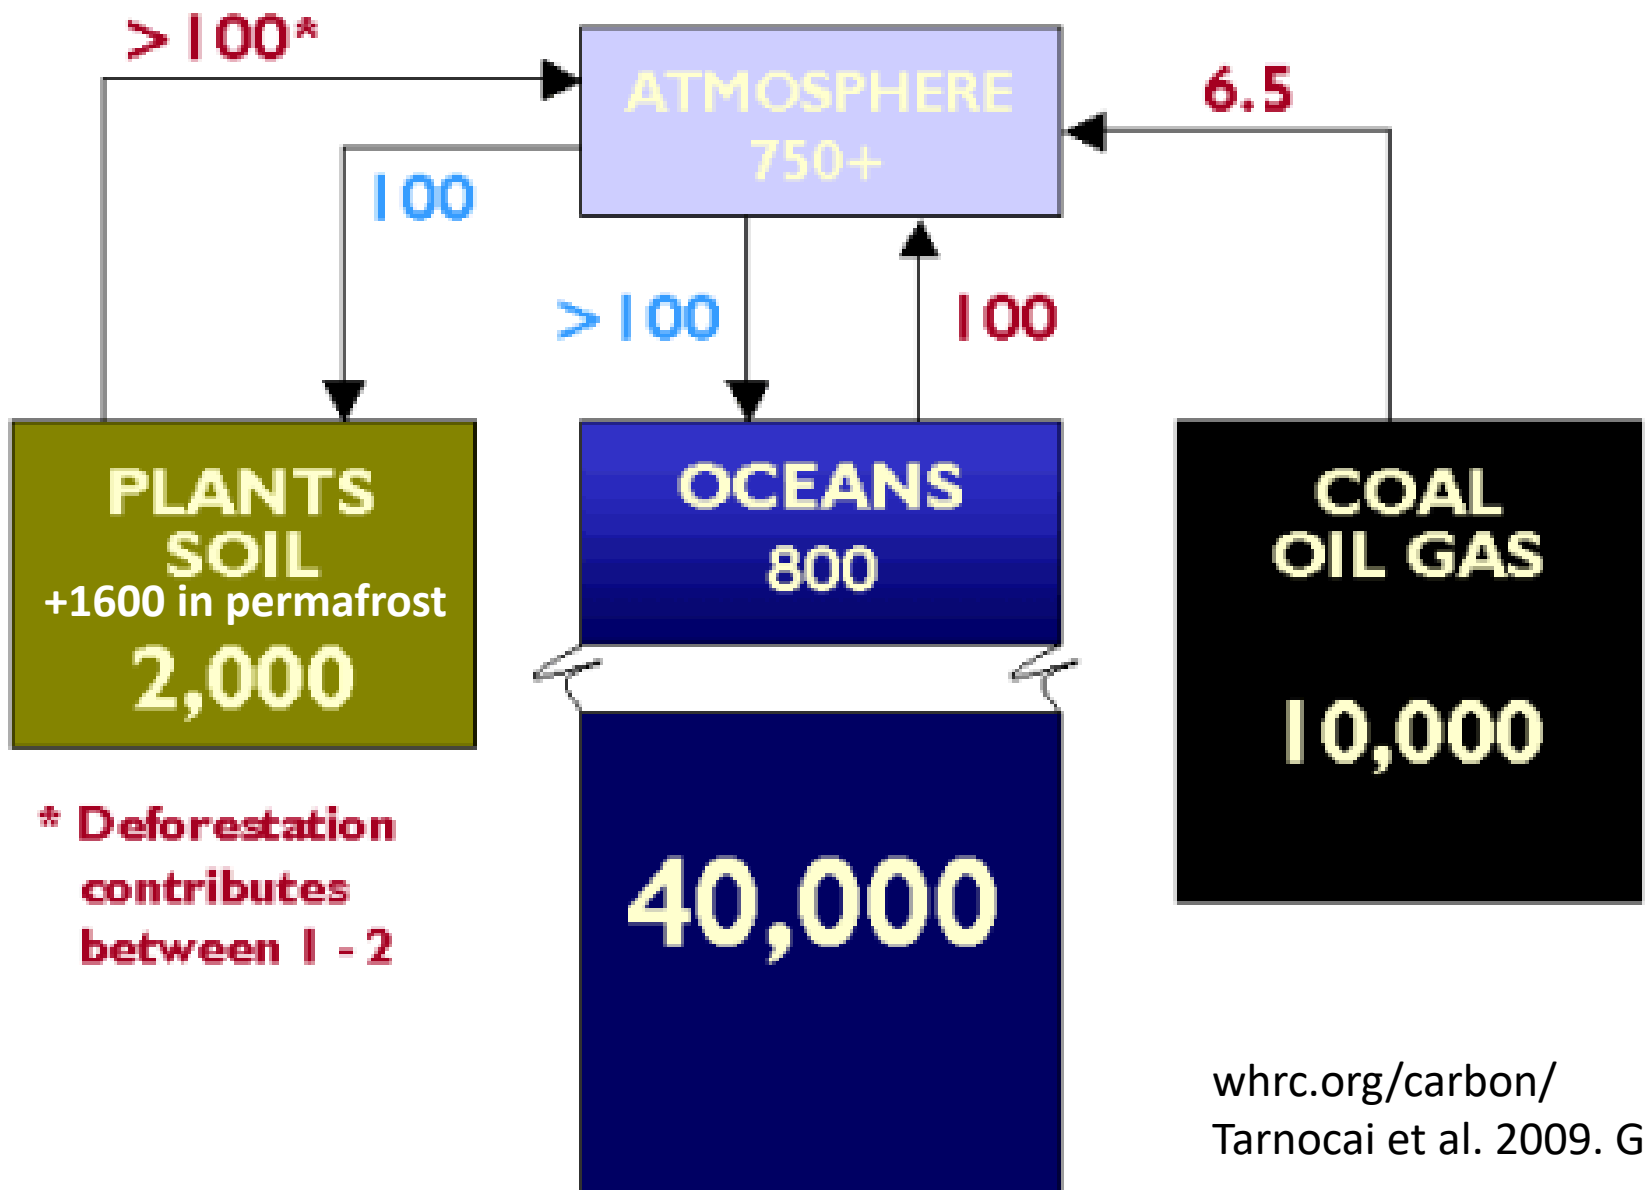 >100*
ATMOSPHERE
750+
6.5
100
>100
100
PLANTS
SOIL
+1600 in permafrost
2,000
OCEANS
800
COAL
OIL GAS
10,000
40,000
* Deforestation
contributes
between 1 - 2
whrc.org/carbon/
Tarnocai et al. 2009. G